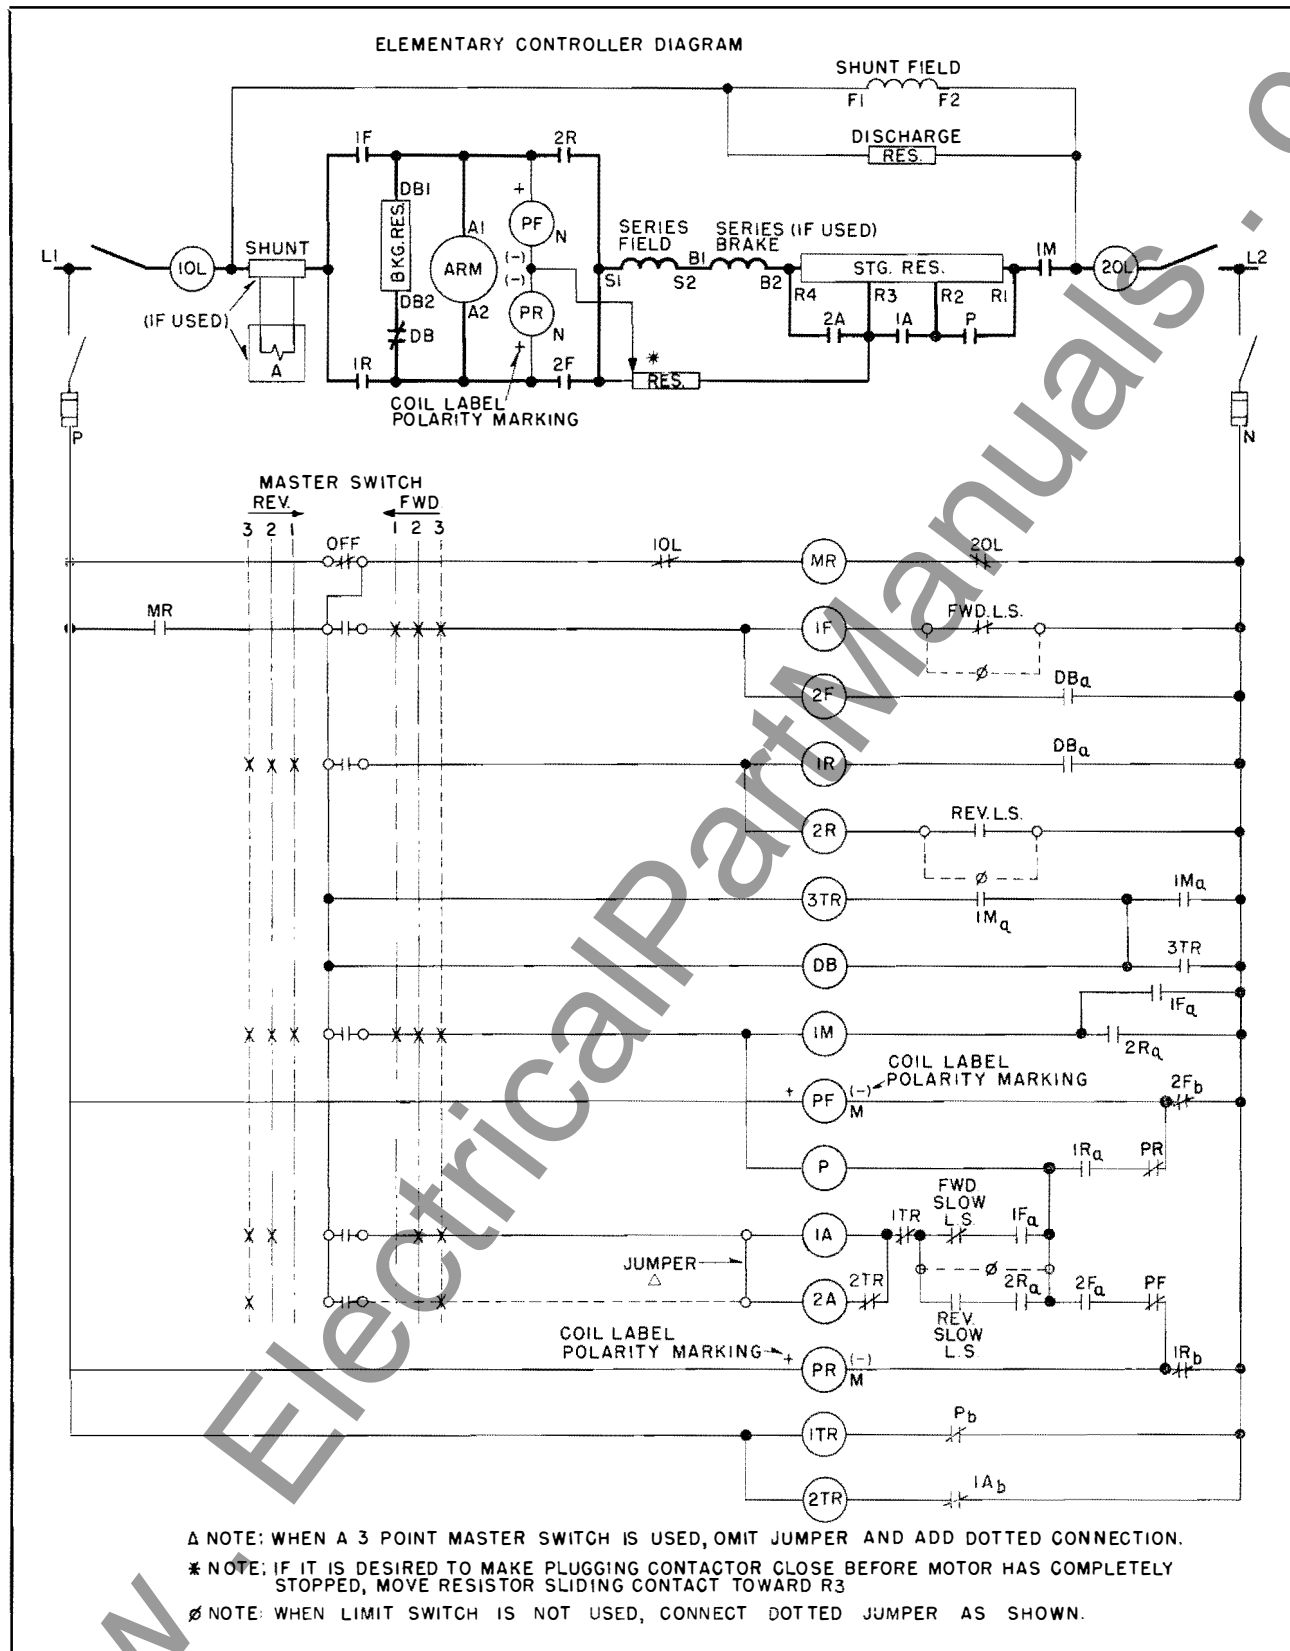 ELEMENTARY CONTROLLER DIAGRAM
SHUNT FIELD
F1 F2
DISCHARGE
RES.
1F
2R
DB1
BKG. RES.
DB2
DB
A1
ARM
A2
+
PF
N
(-)
(-)
PR
N
+
L1
10L
SHUNT
(IF USED)
A
1R
2F
COIL LABEL
POLARITY MARKING
SERIES
FIELD
S1
S2
SERIES (IF USED)
BRAKE
B1
B2
STG. RES.
R4 R3 R2 R1
2A 1A P
1M
20L
L2
*
RES.
P
N
MASTER SWITCH
REV. FWD
3 2 1 1 2 3
OFF
10L
MR
20L
MR
1F
FWD. L.S.
ø
2F
DBa
1R
DBa
2R
REV. L.S.
ø
3TR
1Ma
1Ma
DB
3TR
1M
1Fa
2Ra
COIL LABEL
POLARITY MARKING
+ PF (-)
M
2Fb
P
1Ra
PR
1A
1TR
FWD
SLOW
L.S.
1Fa
JUMPER
Δ
ø
2A
2TR
REV.
SLOW
L.S
2Ra
2Fa
PF
COIL LABEL
POLARITY MARKING
+ PR (-)
M
1Rb
1TR
Pb
2TR
1Ab
Δ NOTE: WHEN A 3 POINT MASTER SWITCH IS USED, OMIT JUMPER AND ADD DOTTED CONNECTION.
* NOTE: IF IT IS DESIRED TO MAKE PLUGGING CONTACTOR CLOSE BEFORE MOTOR HAS COMPLETELY
STOPPED, MOVE RESISTOR SLIDING CONTACT TOWARD R3
ø NOTE: WHEN LIMIT SWITCH IS NOT USED, CONNECT DOTTED JUMPER AS SHOWN.
w . ElectricalPartManuals . c